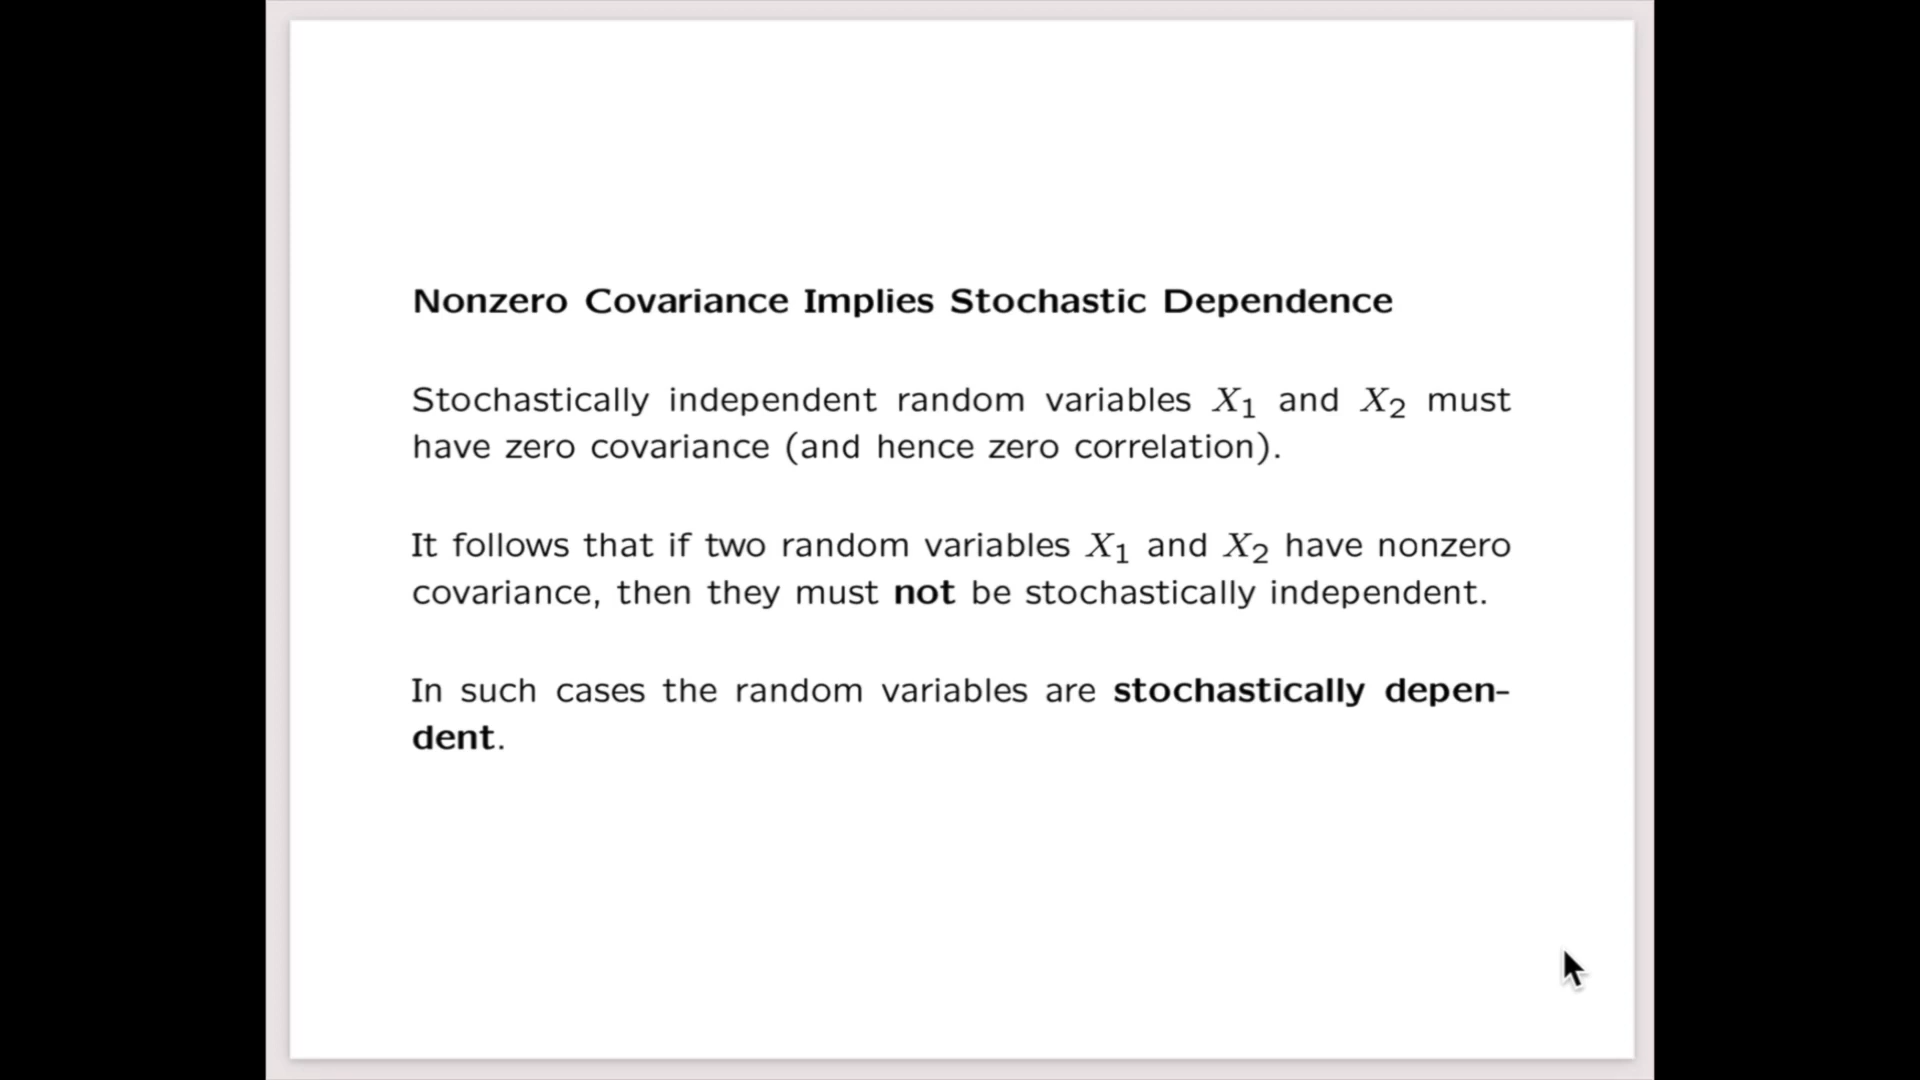 Nonzero Covariance Implies Stochastic Dependence
Stochastically independent random variables X₁ and X₂ must
have zero covariance (and hence zero correlation).
It follows that if two random variables X₁ and X₂ have nonzero
covariance, then they must not be stochastically independent.
In such cases the random variables are stochastically depen-
dent.